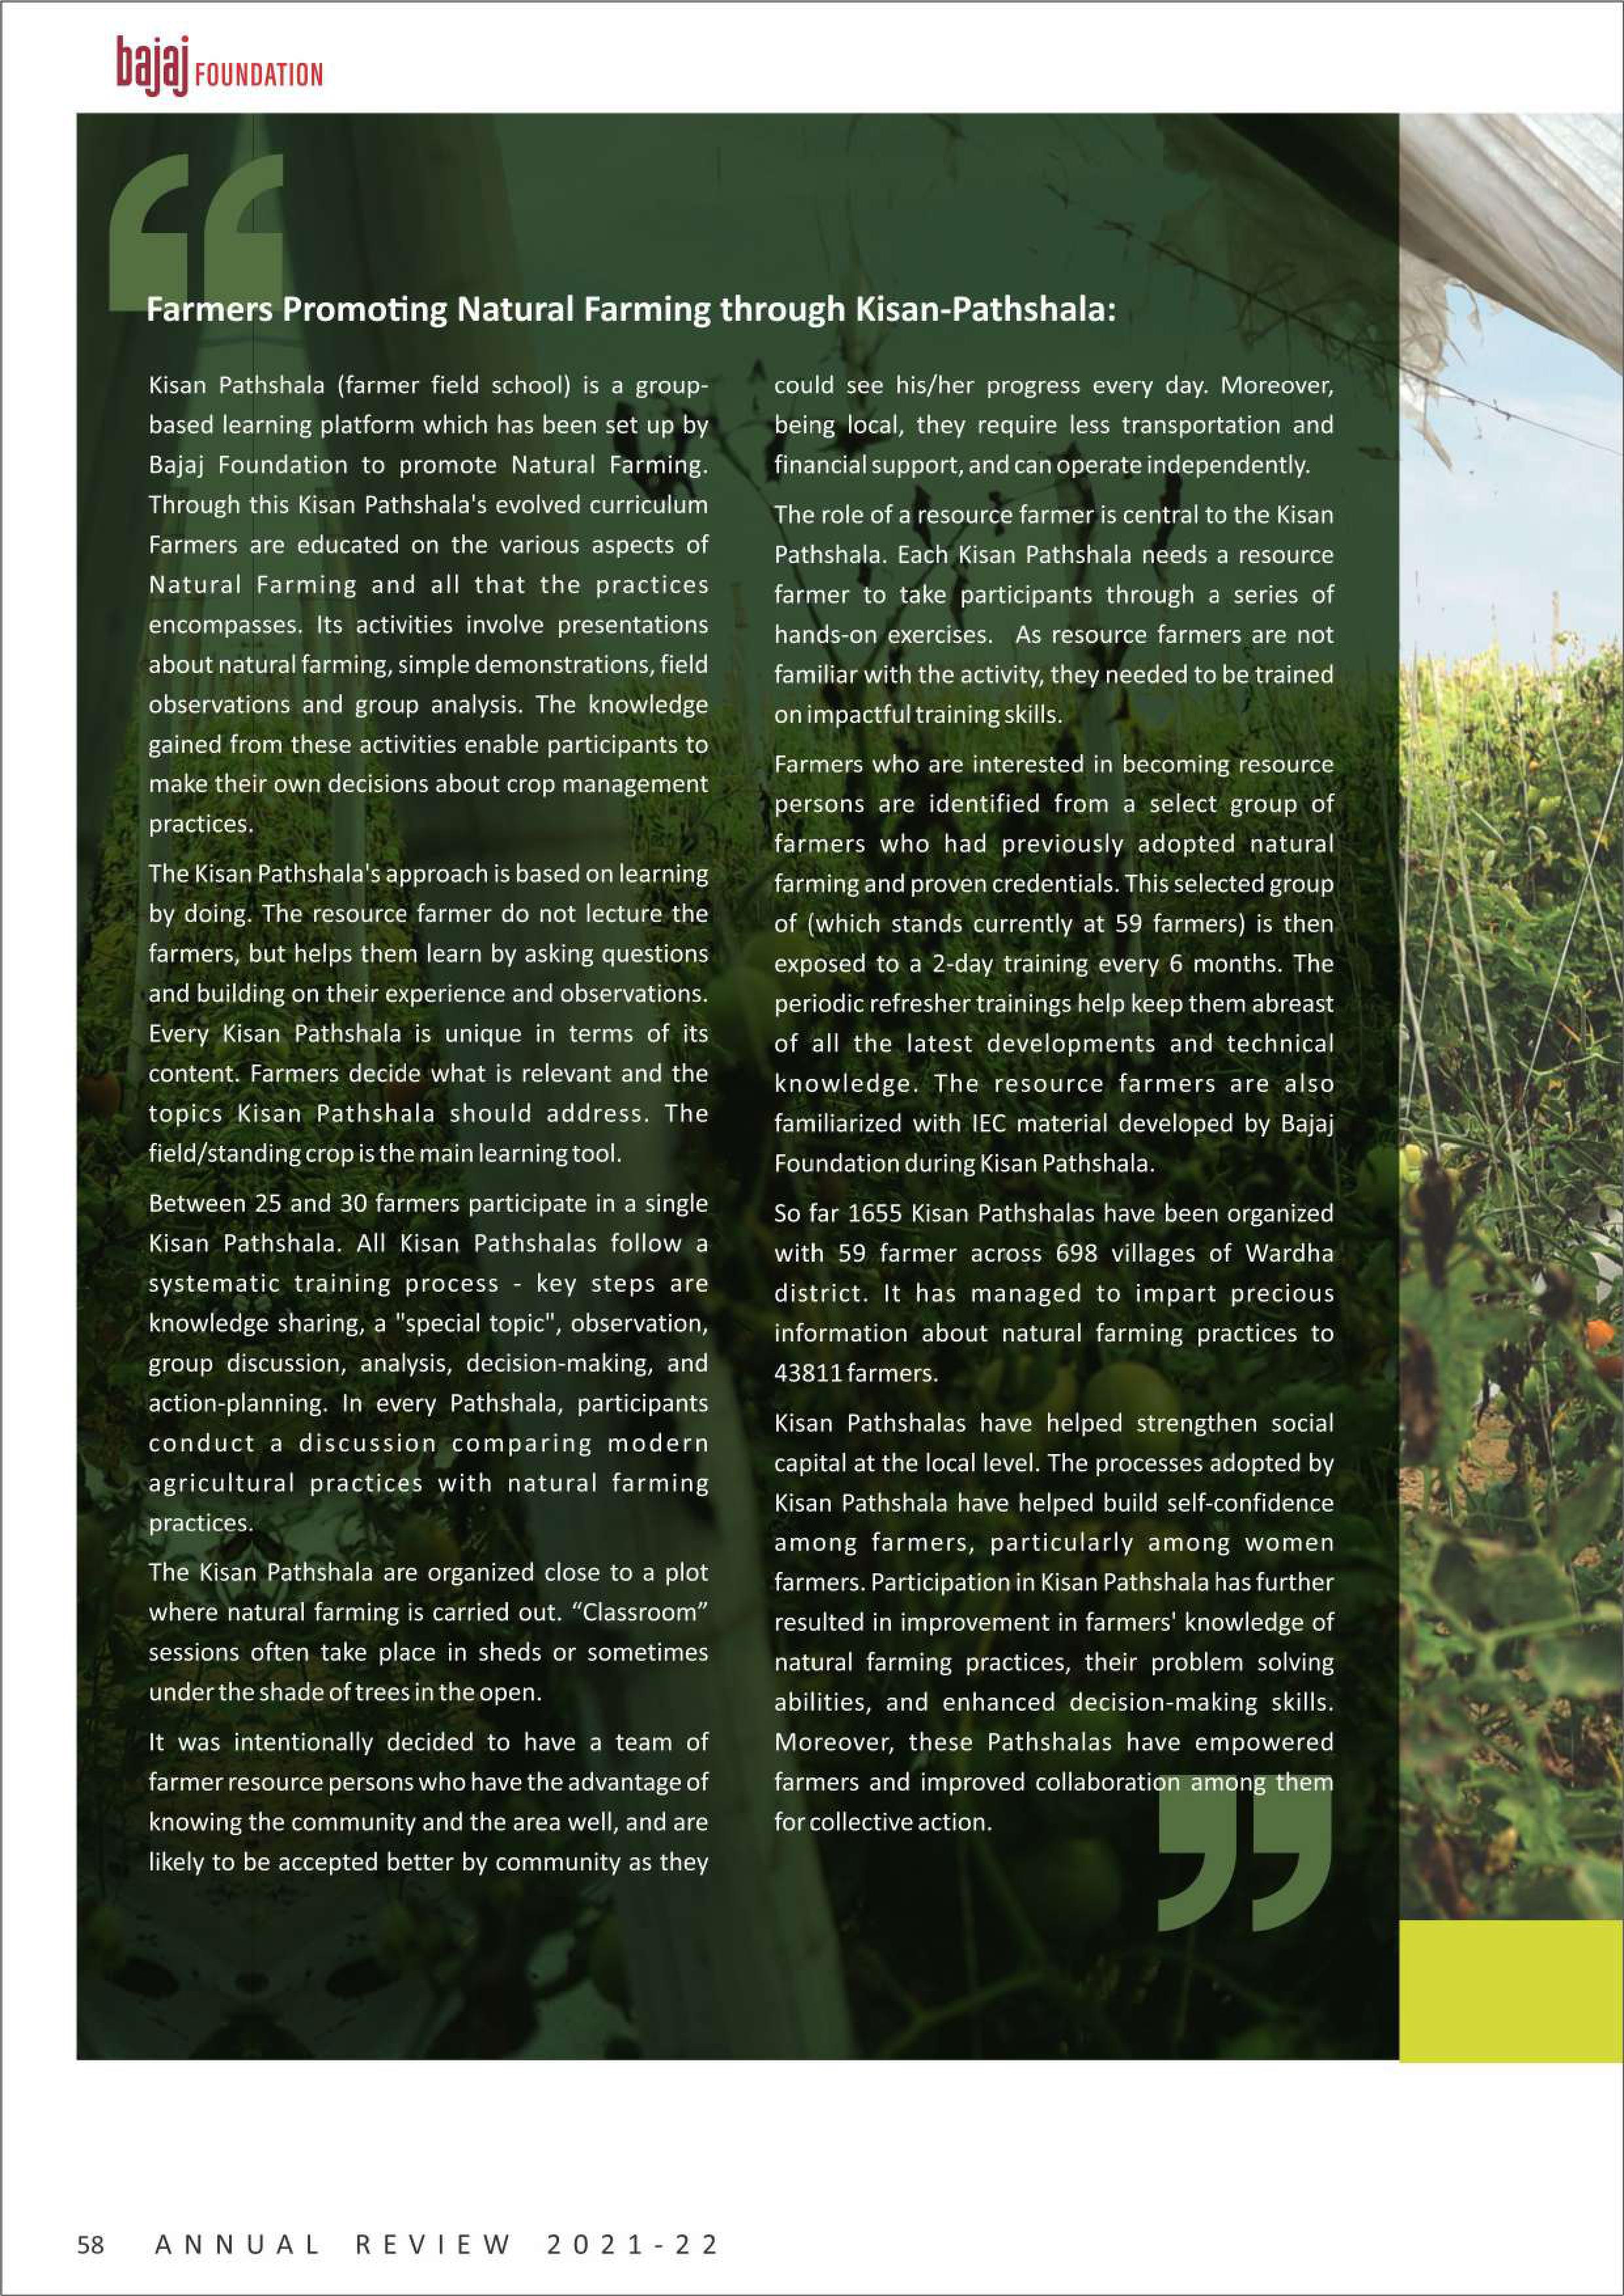 bajaj FOUNDATION
Farmers Promoting Natural Farming through Kisan-Pathshala:
Kisan Pathshala (farmer field school) is a group-
based learning platform which has been set up by
Bajaj Foundation to promote Natural Farming.
Through this Kisan Pathshala's evolved curriculum
Farmers are educated on the various aspects of
Natural Farming and all that the practices
encompasses. Its activities involve presentations
about natural farming, simple demonstrations, field
observations and group analysis. The knowledge
gained from these activities enable participants to
make their own decisions about crop management
practices.
The Kisan Pathshala's approach is based on learning
by doing. The resource farmer do not lecture the
farmers, but helps them learn by asking questions
and building on their experience and observations.
Every Kisan Pathshala is unique in terms of its
content. Farmers decide what is relevant and the
topics Kisan Pathshala should address. The
field/standing crop is the main learning tool.
Between 25 and 30 farmers participate in a single
Kisan Pathshala. All Kisan Pathshalas follow a
systematic training process - key steps are
knowledge sharing, a "special topic", observation,
group discussion, analysis, decision-making, and
action-planning. In every Pathshala, participants
conduct a discussion comparing modern
agricultural practices with natural farming
practices.
The Kisan Pathshala are organized close to a plot
where natural farming is carried out. “Classroom”
sessions often take place in sheds or sometimes
under the shade of trees in the open.
It was intentionally decided to have a team of
farmer resource persons who have the advantage of
knowing the community and the area well, and are
likely to be accepted better by community as they
could see his/her progress every day. Moreover,
being local, they require less transportation and
financial support, and can operate independently.
The role of a resource farmer is central to the Kisan
Pathshala. Each Kisan Pathshala needs a resource
farmer to take participants through a series of
hands-on exercises. As resource farmers are not
familiar with the activity, they needed to be trained
on impactful training skills.
Farmers who are interested in becoming resource
persons are identified from a select group of
farmers who had previously adopted natural
farming and proven credentials. This selected group
of (which stands currently at 59 farmers) is then
exposed to a 2-day training every 6 months. The
periodic refresher trainings help keep them abreast
of all the latest developments and technical
knowledge. The resource farmers are also
familiarized with IEC material developed by Bajaj
Foundation during Kisan Pathshala.
So far 1655 Kisan Pathshalas have been organized
with 59 farmer across 698 villages of Wardha
district. It has managed to impart precious
information about natural farming practices to
43811 farmers.
Kisan Pathshalas have helped strengthen social
capital at the local level. The processes adopted by
Kisan Pathshala have helped build self-confidence
among farmers, particularly among women
farmers. Participation in Kisan Pathshala has further
resulted in improvement in farmers' knowledge of
natural farming practices, their problem solving
abilities, and enhanced decision-making skills.
Moreover, these Pathshalas have empowered
farmers and improved collaboration among them
for collective action.
58 ANNUAL REVIEW 2021-22